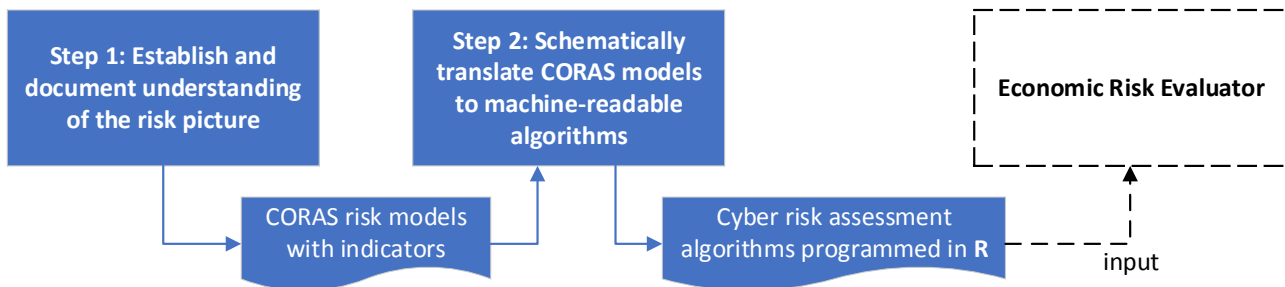 Step 1: Establish and
document understanding
of the risk picture
CORAS risk models
with indicators
Step 2: Schematically
translate CORAS models
to machine-readable
algorithms
Cyber risk assessment
algorithms programmed in R
input
Economic Risk Evaluator